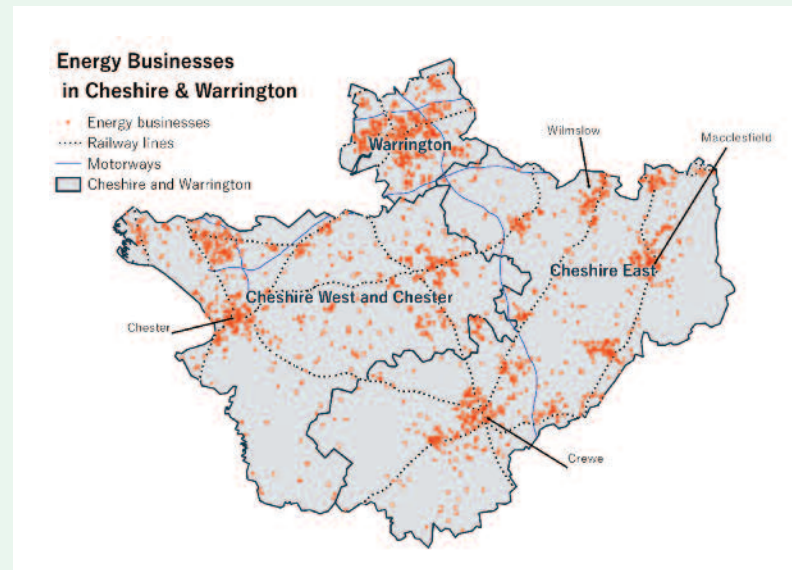 Energy Businesses
in Cheshire & Warrington
Energy businesses
Railway lines
Motorways
Cheshire and Warrington
Wilmslow
Macclesfield
Warrington
Cheshire East
Cheshire West and Chester
Chester
Crewe